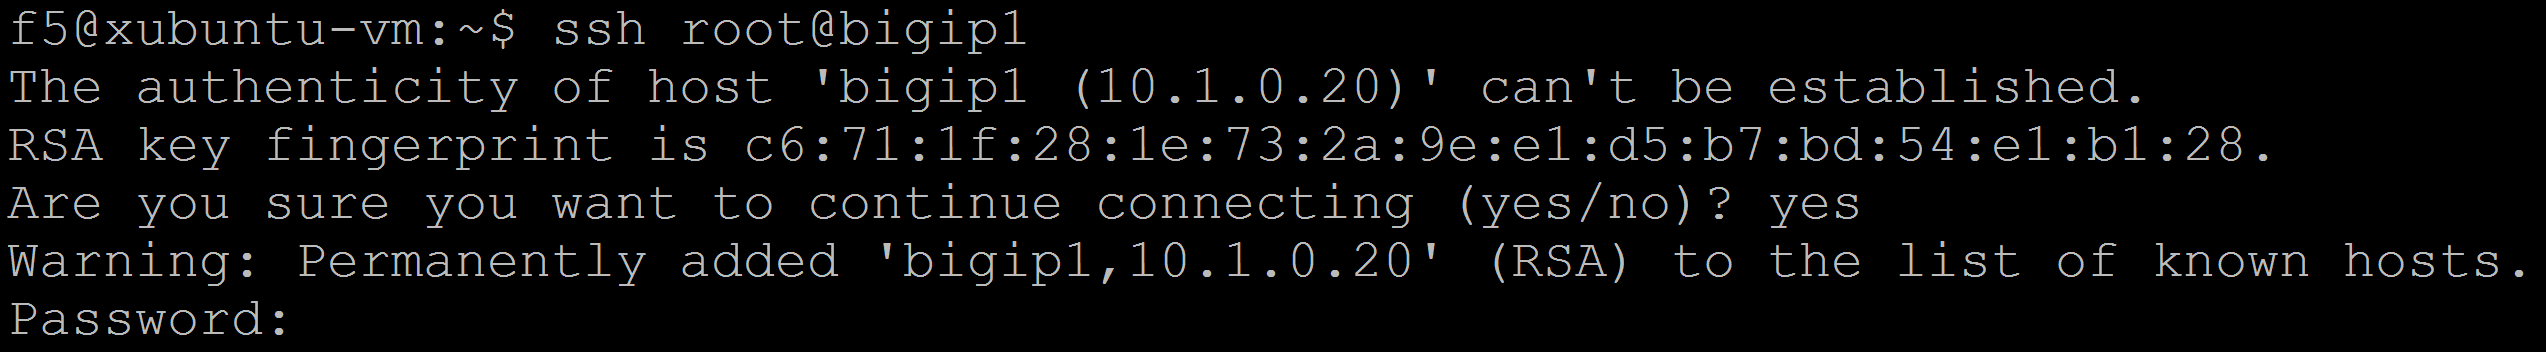 f5@xubuntu-vm:~$ ssh root@bigip1
The authenticity of host 'bigip1 (10.1.0.20)' can't be established.
RSA key fingerprint is c6:71:1f:28:1e:73:2a:9e:e1:d5:b7:bd:54:e1:b1:28.
Are you sure you want to continue connecting (yes/no)? yes
Warning: Permanently added 'bigip1,10.1.0.20' (RSA) to the list of known hosts.
Password: